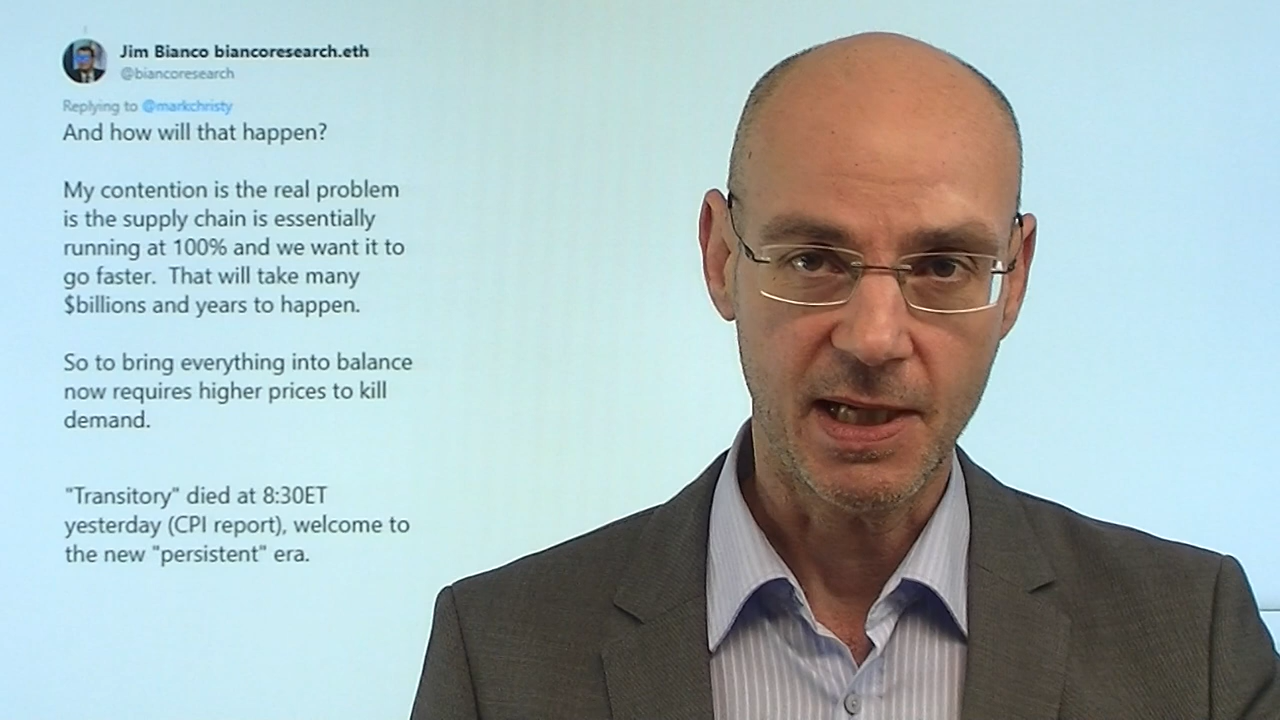 Jim Bianco biancoresearch.eth
@biancoresearch
Replying to @markchristy
And how will that happen?
My contention is the real problem
is the supply chain is essentially
running at 100% and we want it to
go faster. That will take many
$billions and years to happen.
So to bring everything into balance
now requires higher prices to kill
demand.
"Transitory" died at 8:30ET
yesterday (CPI report), welcome to
the new "persistent" era.